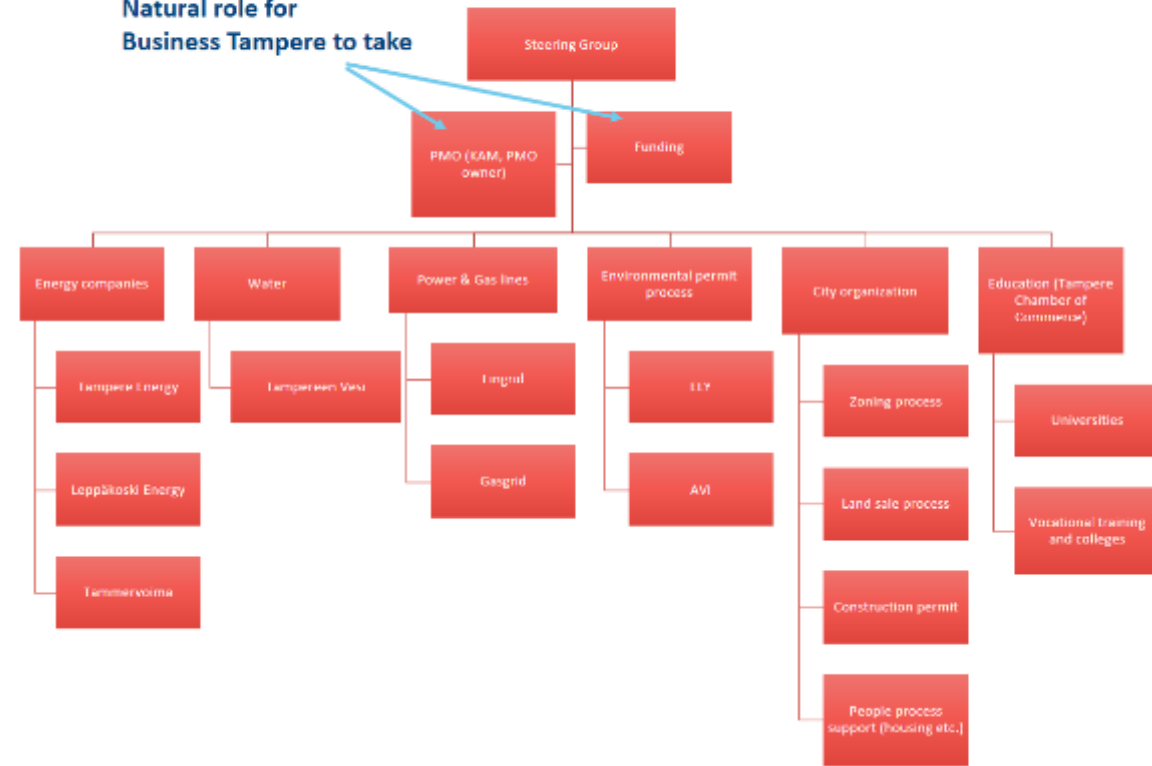 Natural role for
Business Tampere to take
Steering Group
PMO (KAM, PMO
owner)
Funding
Energy companies
Water
Power & Gas lines
Environmental permit
process
City organization
Education (Tampere
Chamber of
Commerce)
Tampere Energy
Leppäkoski Energy
Tammervoima
Tampereen Vesi
Fingrid
Gasgrid
ELY
AVI
Zoning process
Land sale process
Construction permit
People process
support (housing etc.)
Universities
Vocational training
and colleges